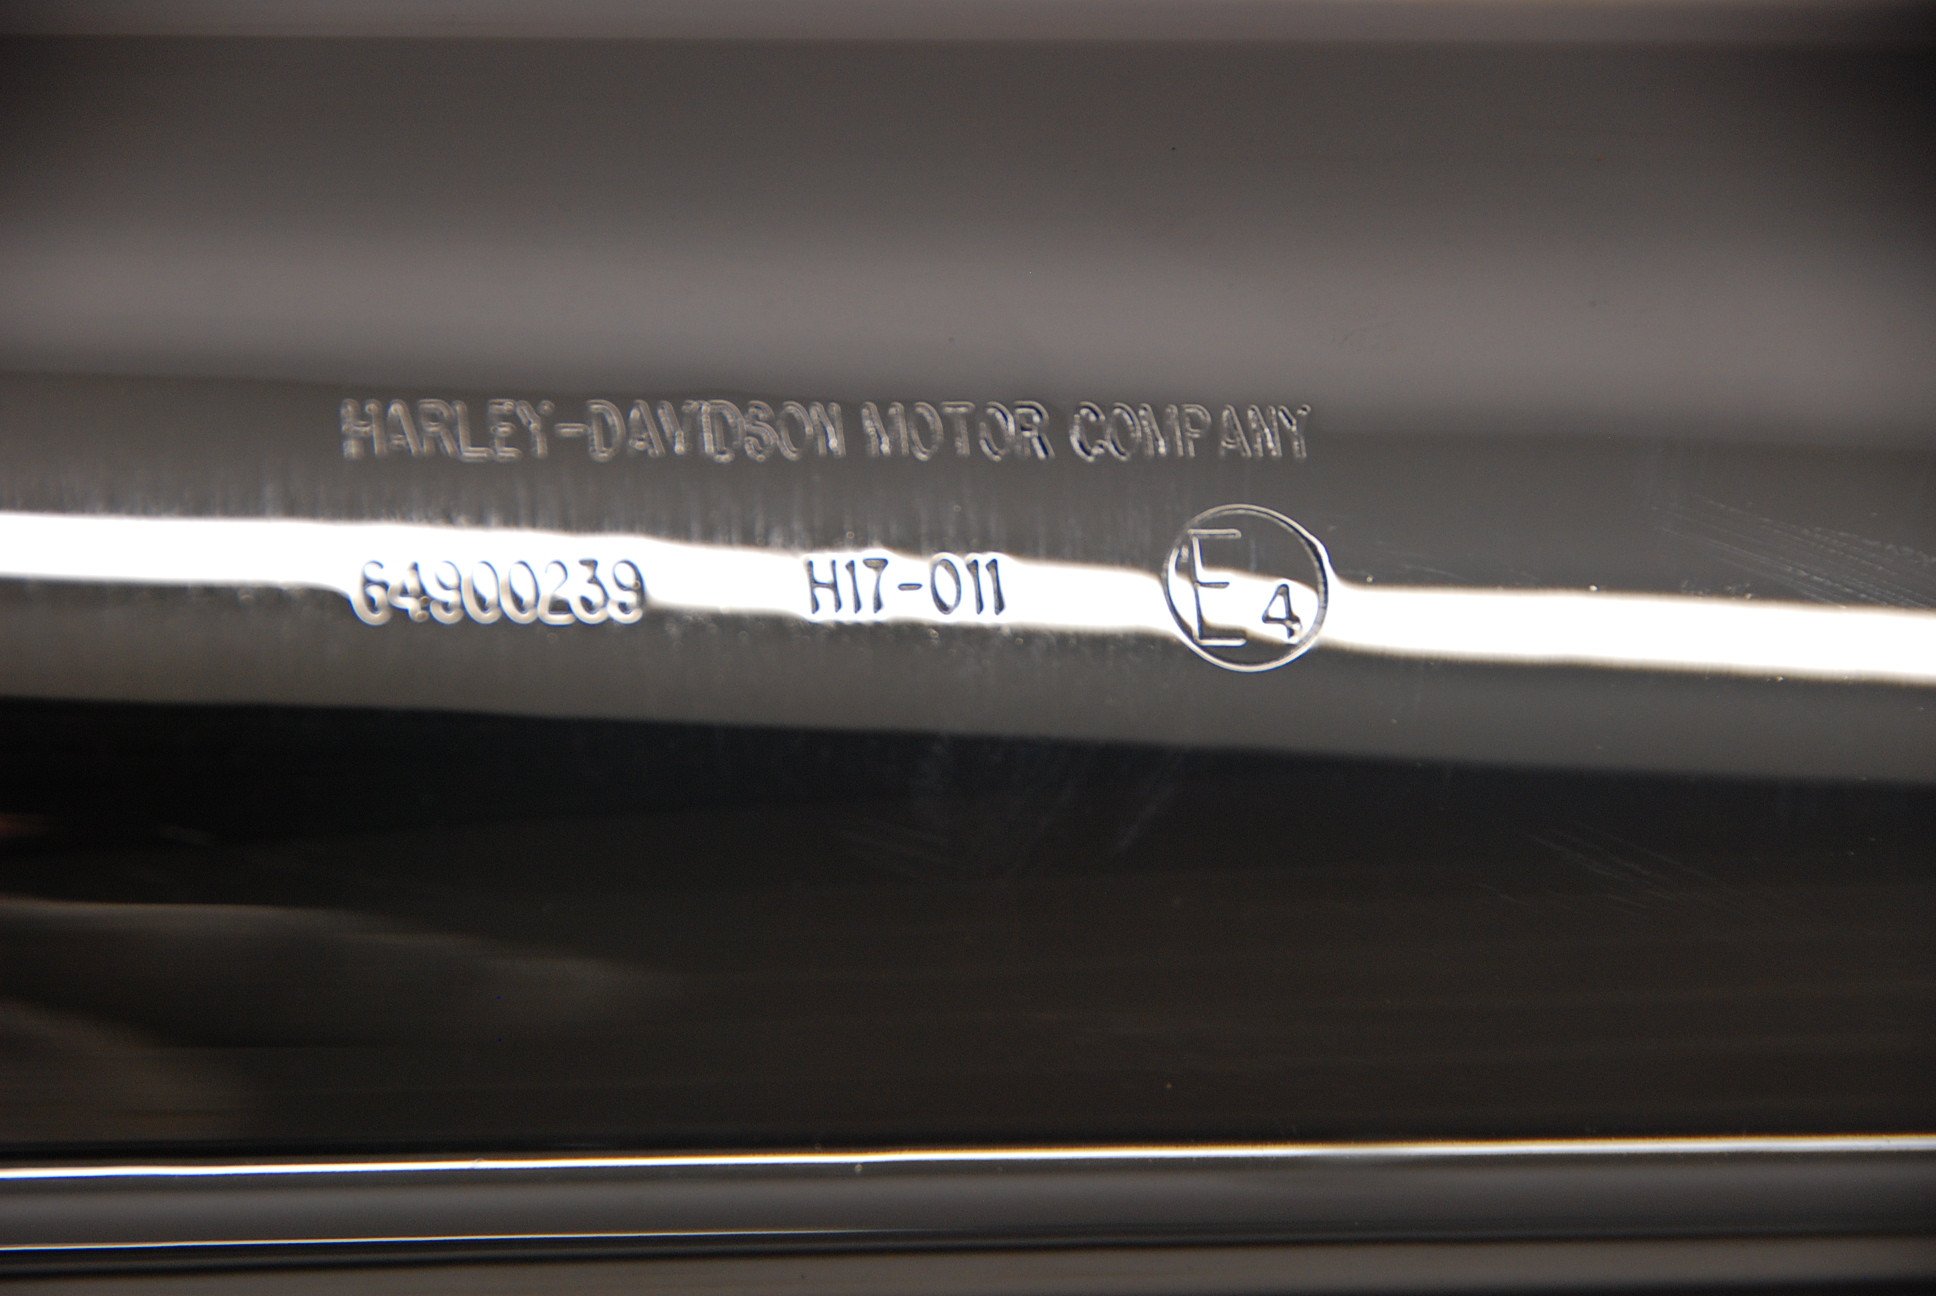 HARLEY-DAVIDSON MOTOR COMPANY
64900239 H17-011 E4